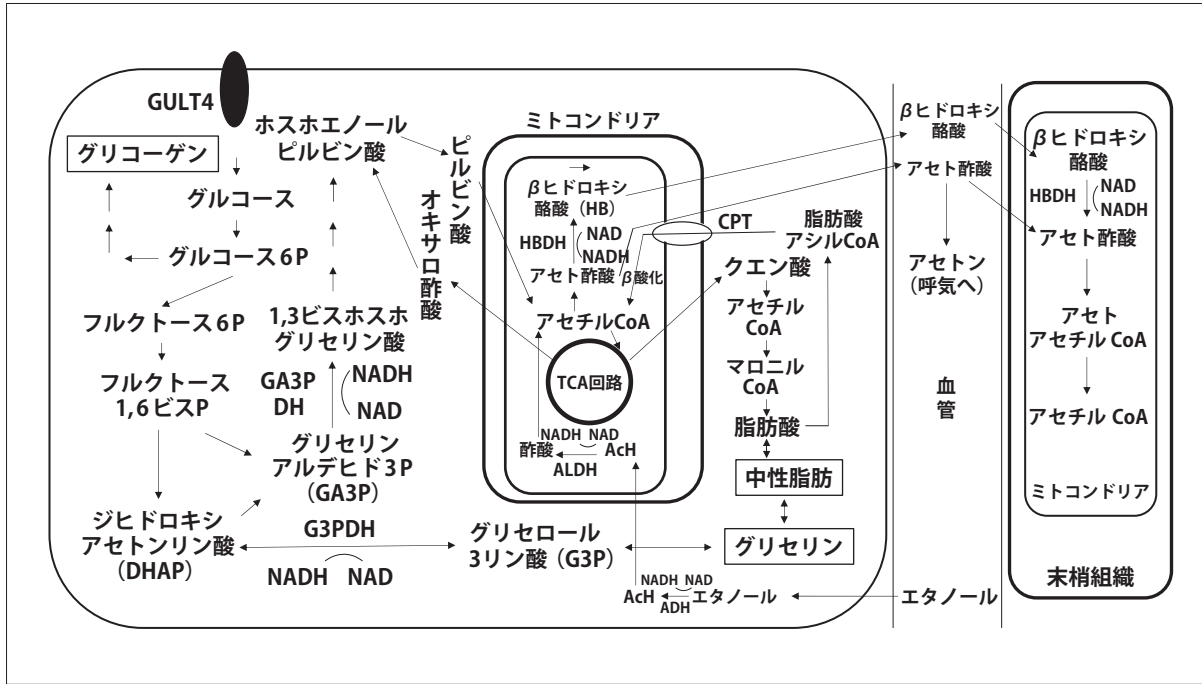 GULT4
グリコーゲン
グルコース
グルコース6P
フルクトース6P
フルクトース
1,6ビスP
ジヒドロキシ
アセトンリン酸
(DHAP)
ホスホエノール
ピルビン酸
1,3ビスホスホ
グリセリン酸
GA3P
DH
NADH
NAD
グリセリン
アルデヒド3P
(GA3P)
G3PDH
NADH
NAD
ピルビン酸
オキサロ酢酸
グリセロール
3リン酸(G3P)
ミトコンドリア
βヒドロキシ
酪酸(HB)
HBDH
NAD
NADH
アセト酢酸
β酸化
アセチルCoA
TCA回路
NADH
NAD
酢酸
AcH
ALDH
CPT
脂肪酸
アシルCoA
クエン酸
アセチル
CoA
マロニル
CoA
脂肪酸
中性脂肪
グリセリン
NADH
NAD
AcH
エタノール
ADH
βヒドロキシ
酪酸
アセト酢酸
アセトン
(呼気へ)
血管
エタノール
βヒドロキシ
酪酸
HBDH
NAD
NADH
アセト酢酸
アセト
アセチル CoA
アセチル CoA
ミトコンドリア
末梢組織